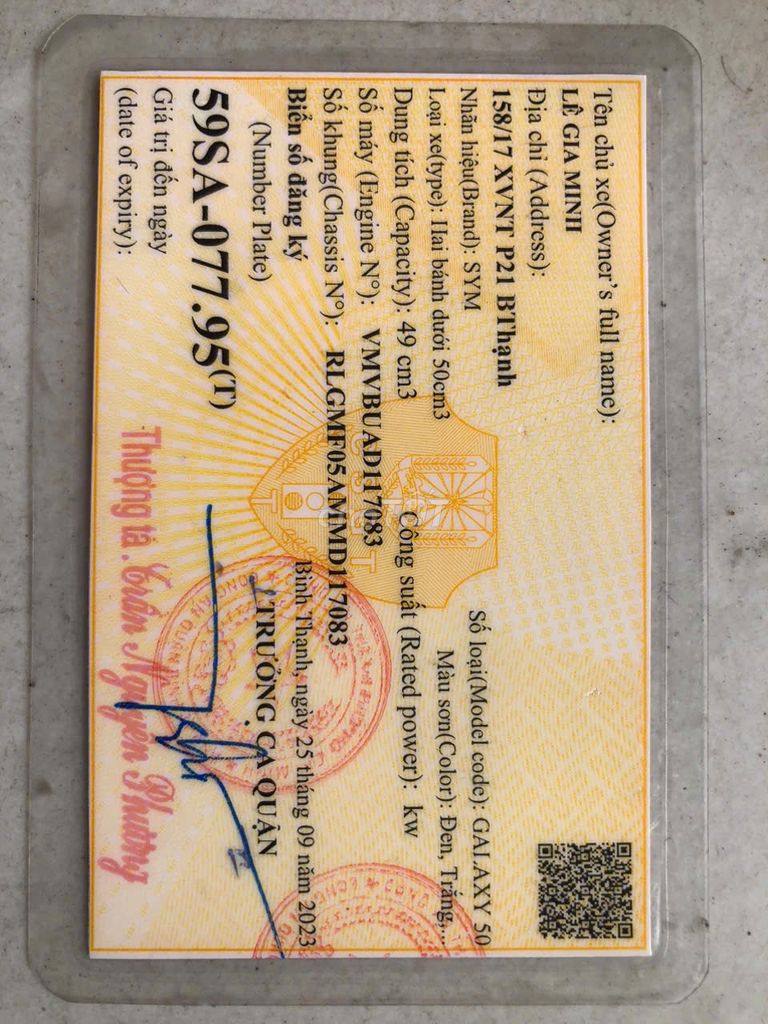 Tên chủ xe(Owner's full name):
LÊ GIA MINH
Địa chỉ (Address):
158/17 XVNT P21 BThạnh
Nhãn hiệu(Brand): SYM
Số loại(Model code): GALAXY 50
Loại xe(type): Hai bánh dưới 50cm3
Màu sơn(Color): Đen, Trắng,..
Dung tích (Capacity): 49 cm3
Công suất (Rated power): kw
Số máy (Engine N°): VMVBUAD117083
Số khung(Chassis N°): RLGMF05AMMD117083
Biển số đăng ký
Bình Thạnh, ngày 25 tháng 09 năm 2023
(Number Plate)
TRƯỞNG CA QUẬN
59SA-077.95(T)
Giá trị đến ngày
(date of expiry):
Thượng tá. Trần Nguyên Phương